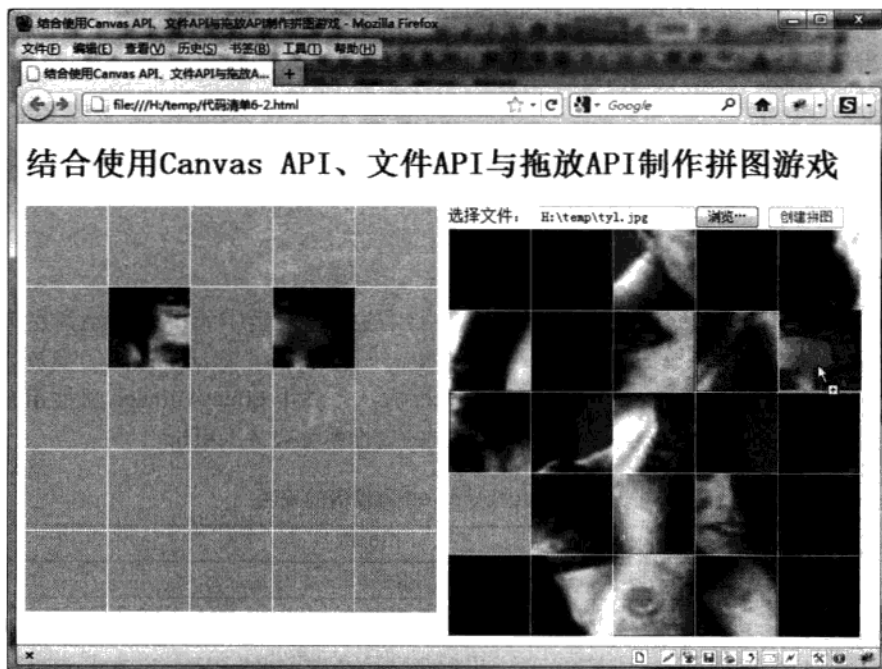 结合使用Canvas API、文件API与拖放API制作拼图游戏 - Mozilla Firefox
文件(F) 编辑(E) 查看(V) 历史(S) 书签(B) 工具(T) 帮助(H)
结合使用Canvas API、文件API与拖放A... +
file:///H:/temp/代码清单6-2.html
Google
S
结合使用Canvas API、文件API与拖放API制作拼图游戏
选择文件： H:\temp\tyl.jpg 浏览… 创建拼图